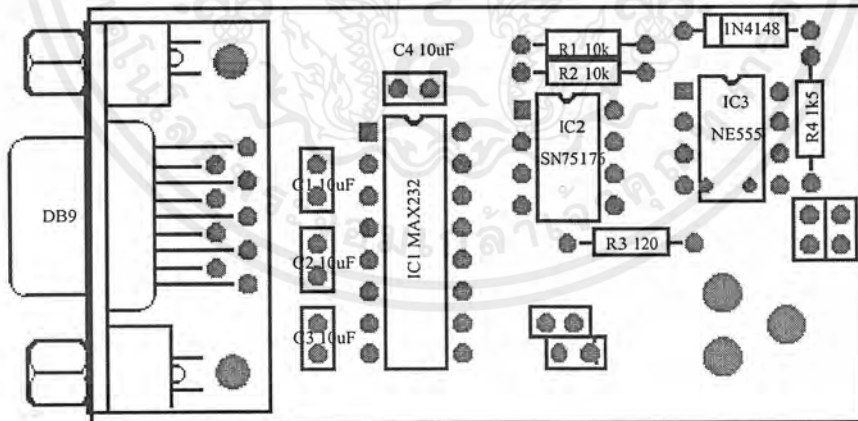 DB9
C4 10uF
C1 10uF
C2 10uF
C3 10uF
IC1 MAX232
R1 10k
R2 10k
IC2
SN75176
R3 120
1N4148
IC3
NE555
R4 1k5